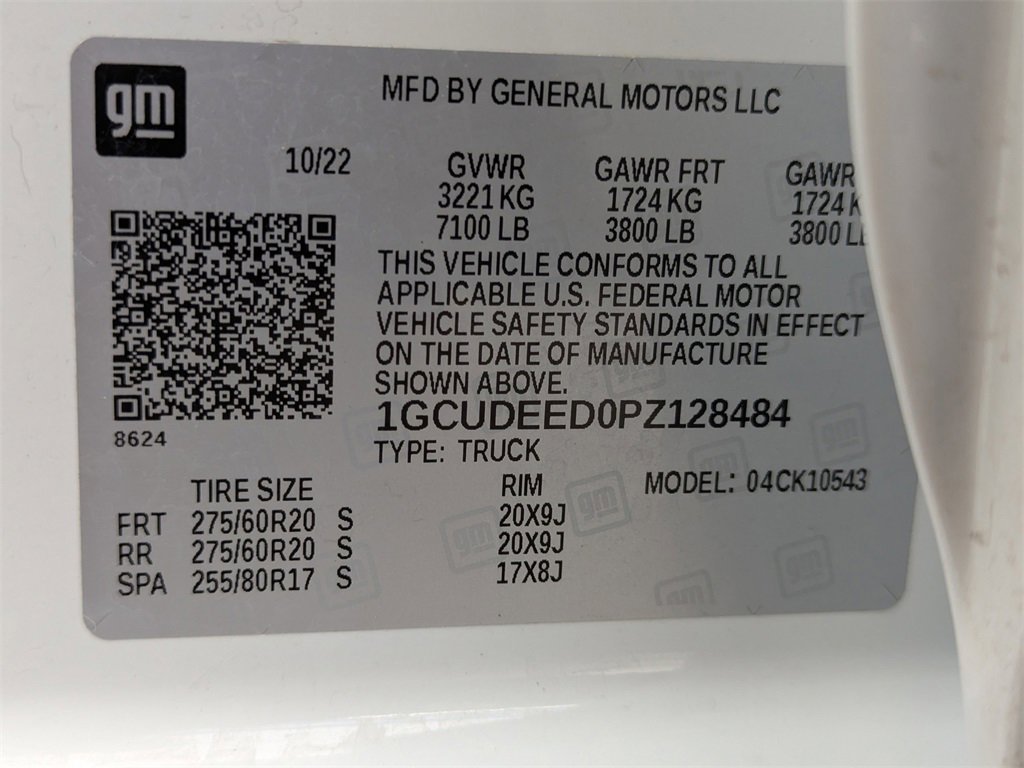 gm
MFD BY GENERAL MOTORS LLC
10/22 GVWR GAWR FRT GAWR
3221 KG 1724 KG 1724 K
7100 LB 3800 LB 3800 L
THIS VEHICLE CONFORMS TO ALL
APPLICABLE U.S. FEDERAL MOTOR
VEHICLE SAFETY STANDARDS IN EFFECT
ON THE DATE OF MANUFACTURE
SHOWN ABOVE.
8624
1GCUDEED0PZ128484
TYPE: TRUCK
TIRE SIZE RIM MODEL: 04CK10543
FRT 275/60R20 S 20X9J
RR 275/60R20 S 20X9J
SPA 255/80R17 S 17X8J